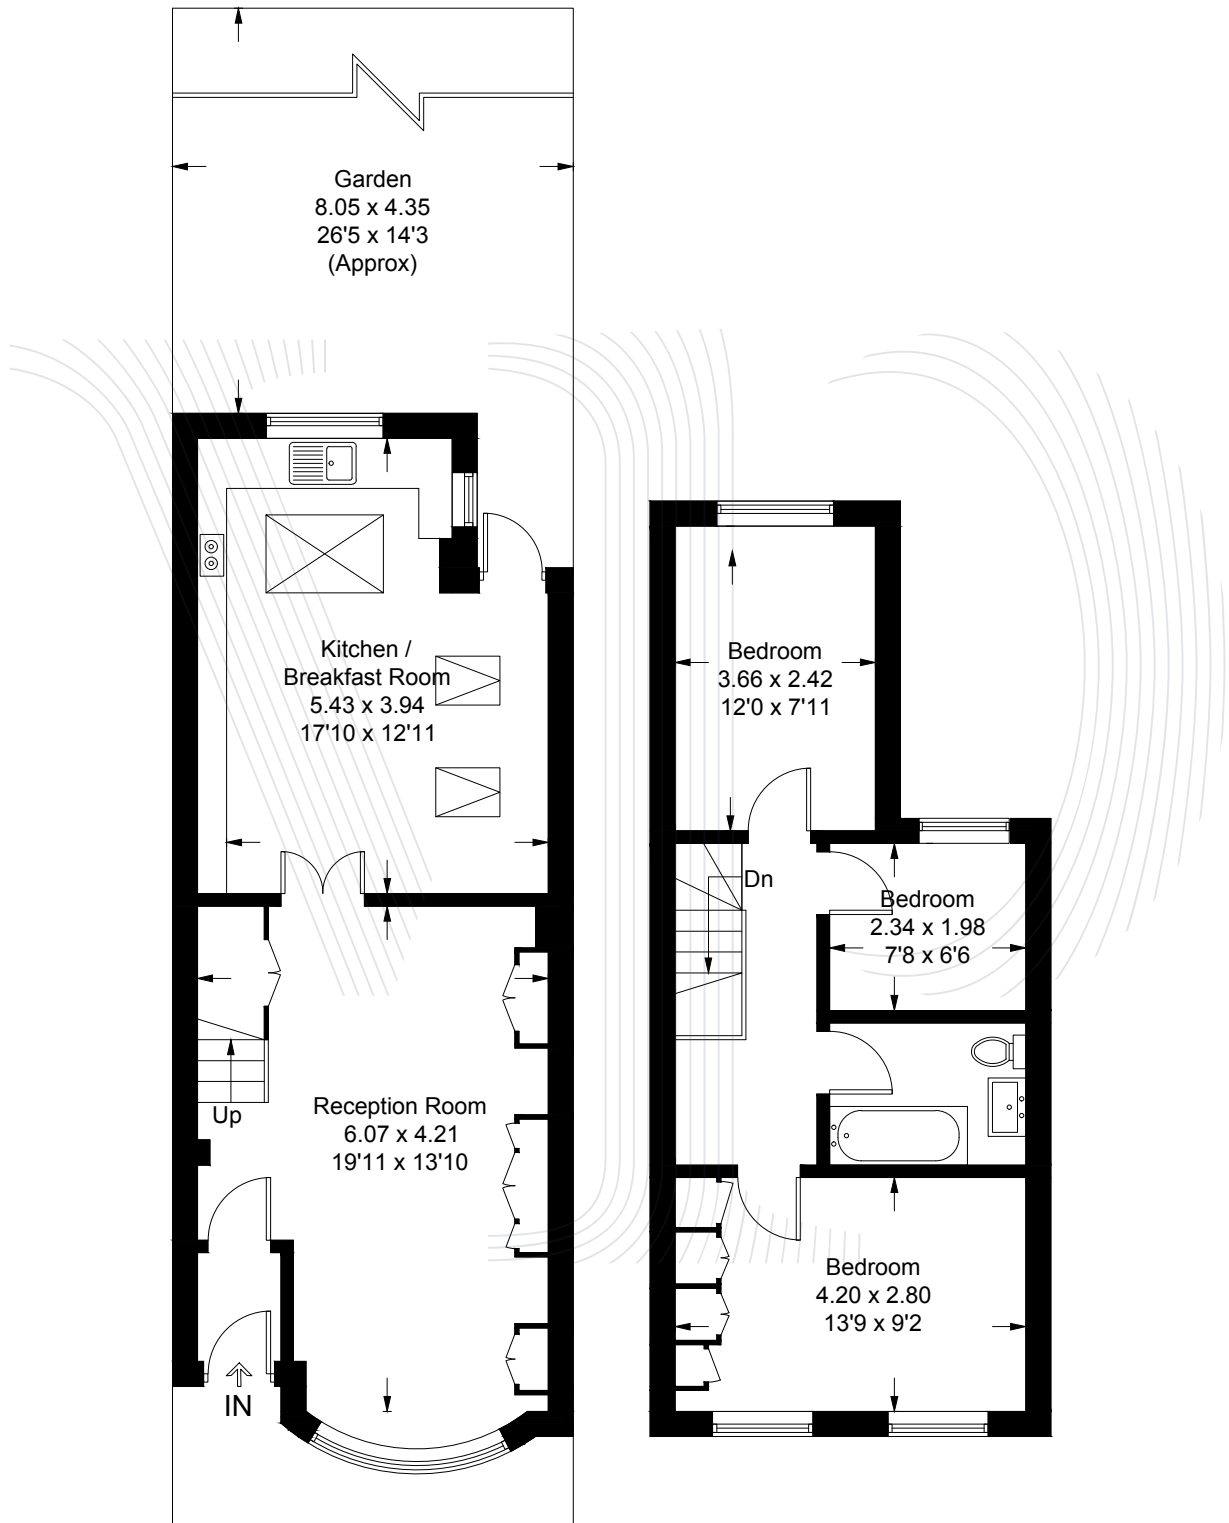 Garden
8.05 x 4.35
26'5 x 14'3
(Approx)
Kitchen /
Breakfast Room
5.43 x 3.94
17'10 x 12'11
Up
Reception Room
6.07 x 4.21
19'11 x 13'10
IN
Bedroom
3.66 x 2.42
12'0 x 7'11
Dn
Bedroom
2.34 x 1.98
7'8 x 6'6
Bedroom
4.20 x 2.80
13'9 x 9'2